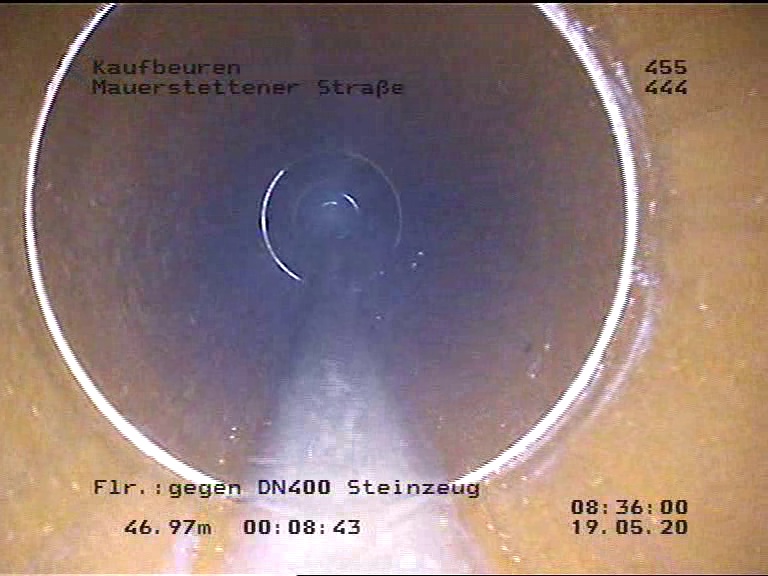 Kaufbeuren 455
Mauerstettener Straße 444
Flr.:gegen DN400 Steinzeug
08:36:00
46.97m 00:08:43 19.05.20